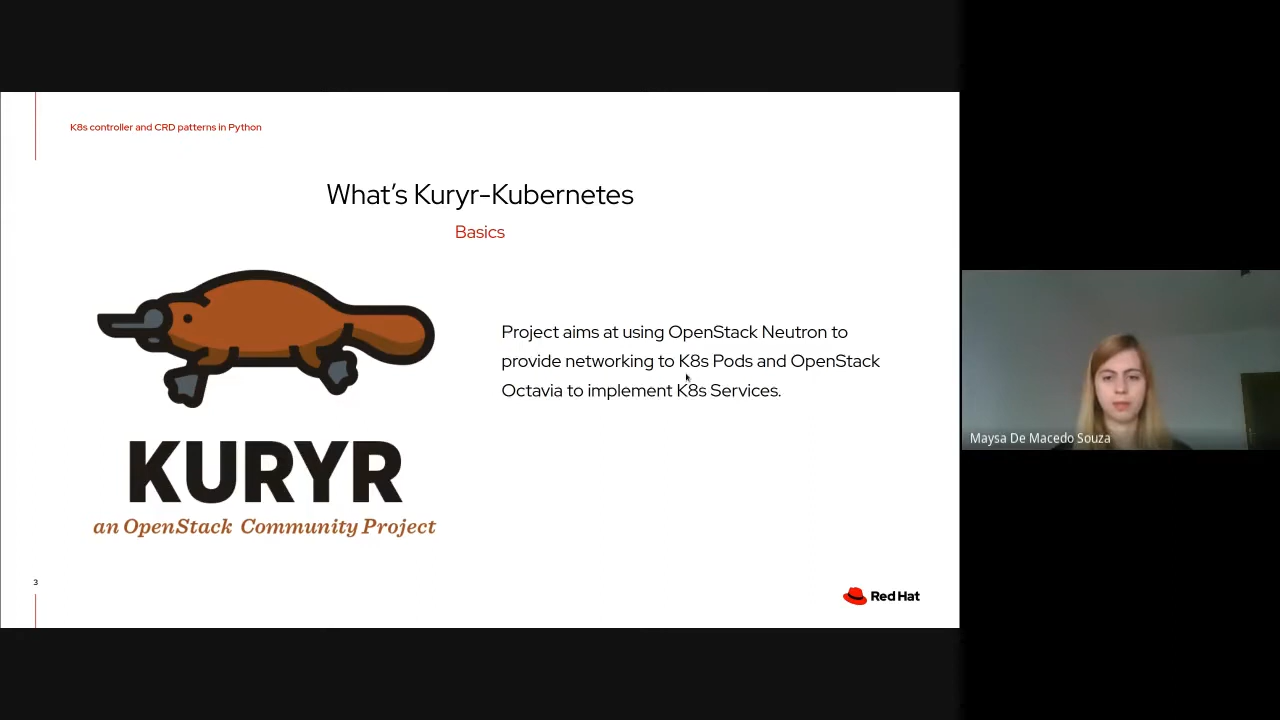 K8s controller and CRD patterns in Python
What's Kuryr-Kubernetes
Basics
Project aims at using OpenStack Neutron to
provide networking to K8s Pods and OpenStack
Octavia to implement K8s Services.
KURYR
an OpenStack Community Project
3
Red Hat
Maysa De Macedo Souza